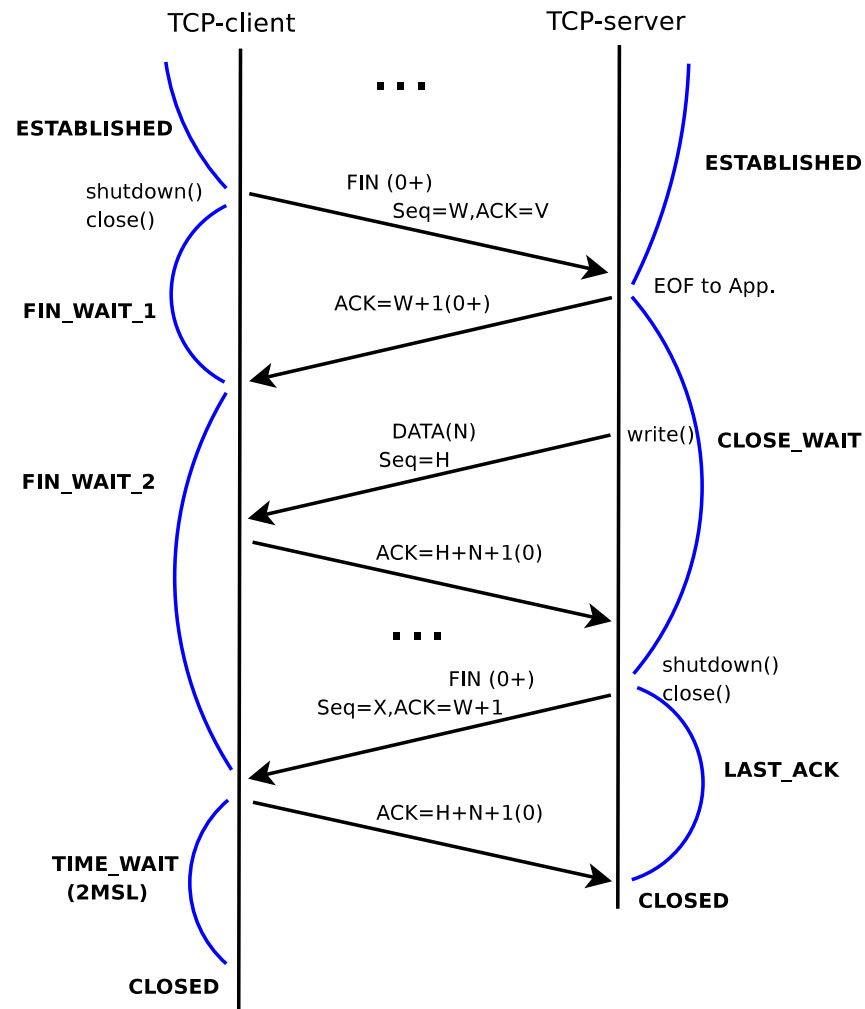 TCP-client
TCP-server
...
ESTABLISHED
ESTABLISHED
shutdown()
close()
FIN (0+)
Seq=W,ACK=V
EOF to App.
FIN_WAIT_1
ACK=W+1(0+)
DATA(N)
Seq=H
write()
CLOSE_WAIT
FIN_WAIT_2
ACK=H+N+1(0)
...
shutdown()
close()
FIN (0+)
Seq=X,ACK=W+1
LAST_ACK
ACK=H+N+1(0)
TIME_WAIT
(2MSL)
CLOSED
CLOSED